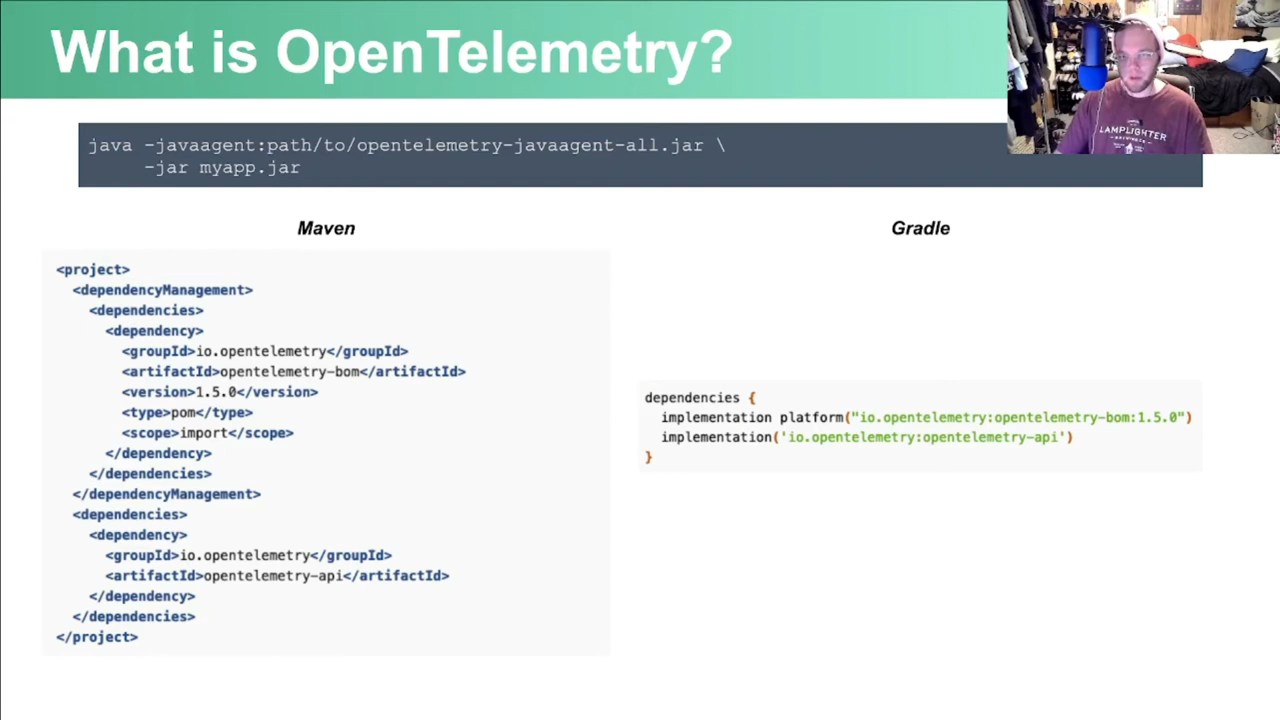 What is OpenTelemetry?
java -javaagent:path/to/opentelemetry-javaagent-all.jar \
-jar myapp.jar
Maven
<project>
<dependencyManagement>
<dependencies>
<dependency>
<groupId>io.opentelemetry</groupId>
<artifactId>opentelemetry-bom</artifactId>
<version>1.5.0</version>
<type>pom</type>
<scope>import</scope>
</dependency>
</dependencies>
</dependencyManagement>
<dependencies>
<dependency>
<groupId>io.opentelemetry</groupId>
<artifactId>opentelemetry-api</artifactId>
</dependency>
</dependencies>
</project>
Gradle
dependencies {
implementation platform("io.opentelemetry:opentelemetry-bom:1.5.0")
implementation('io.opentelemetry:opentelemetry-api')
}
LAMPLIGHTER